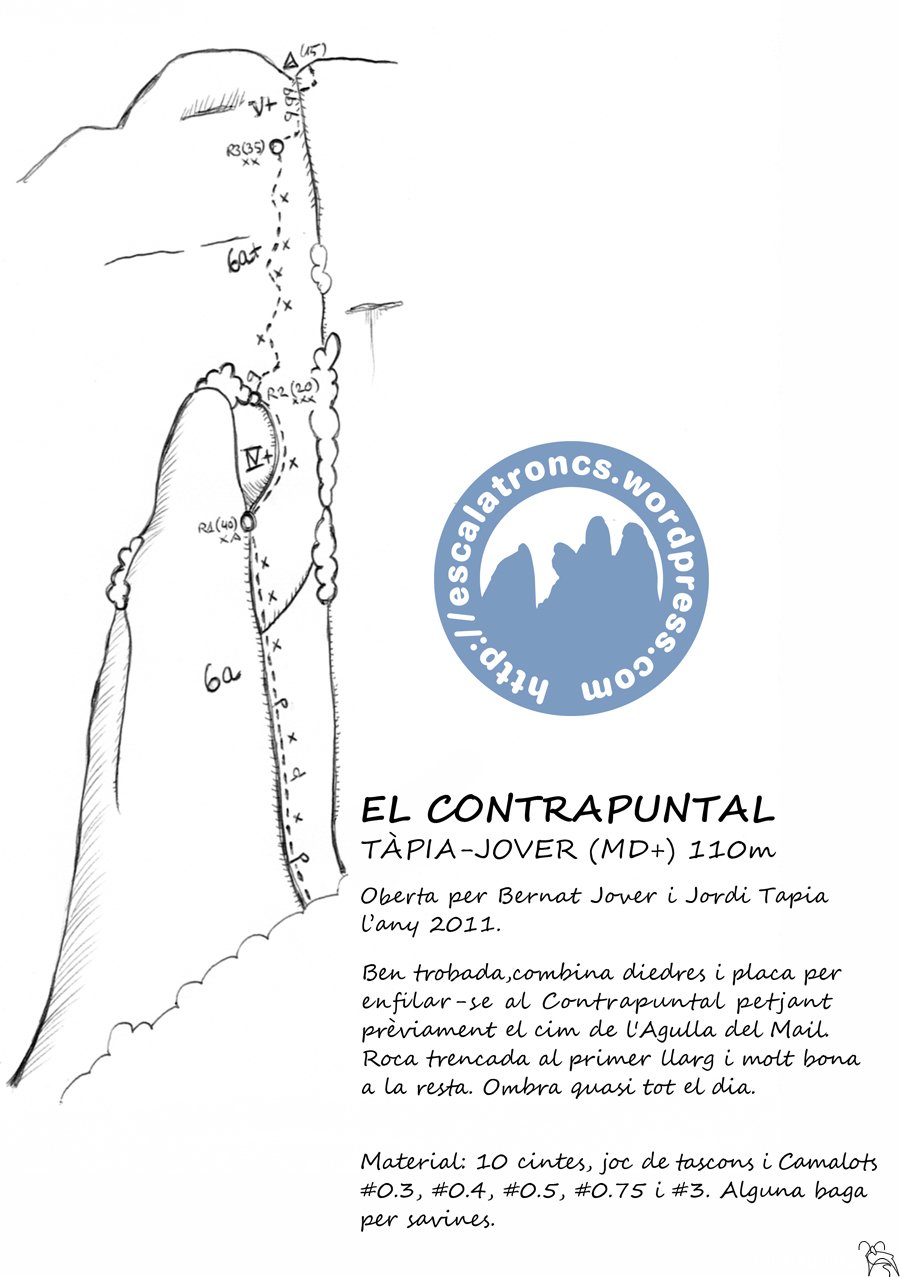 (15)
V+
R3(35)
xx
6a+
R2(20)
xxx
IV+
R1(40)
6a
http://escalatroncs.wordpress.com
EL CONTRAPUNTAL
TÀPIA-JOVER (MD+) 110m
Oberta per Bernat Jover i Jordi Tapia
l'any 2011.
Ben trobada,combina diedres i placa per
enfilar-se al Contrapuntal petjant
prèviament el cim de l'Agulla del Mail.
Roca trencada al primer llarg i molt bona
a la resta. Ombra quasi tot el dia.
Material: 10 cintes, joc de tascons i Camalots
#0.3, #0.4, #0.5, #0.75 i #3. Alguna baga
per savines.